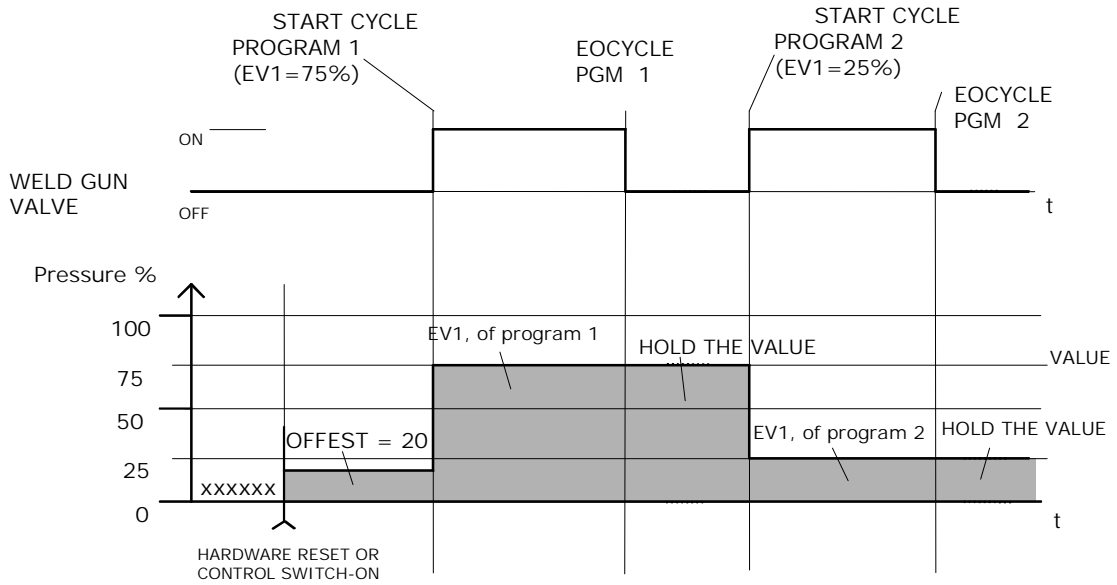 START CYCLE
PROGRAM 1
(EV1=75%)
EOCYCLE
PGM 1
START CYCLE
PROGRAM 2
(EV1=25%)
EOCYCLE
PGM 2
ON
WELD GUN
VALVE
OFF
t
Pressure %
100
75
50
25
0
EV1, of program 1
HOLD THE VALUE
VALUE
OFFEST = 20
EV1, of program 2
HOLD THE VALUE
xxxxxx
t
HARDWARE RESET OR
CONTROL SWITCH-ON